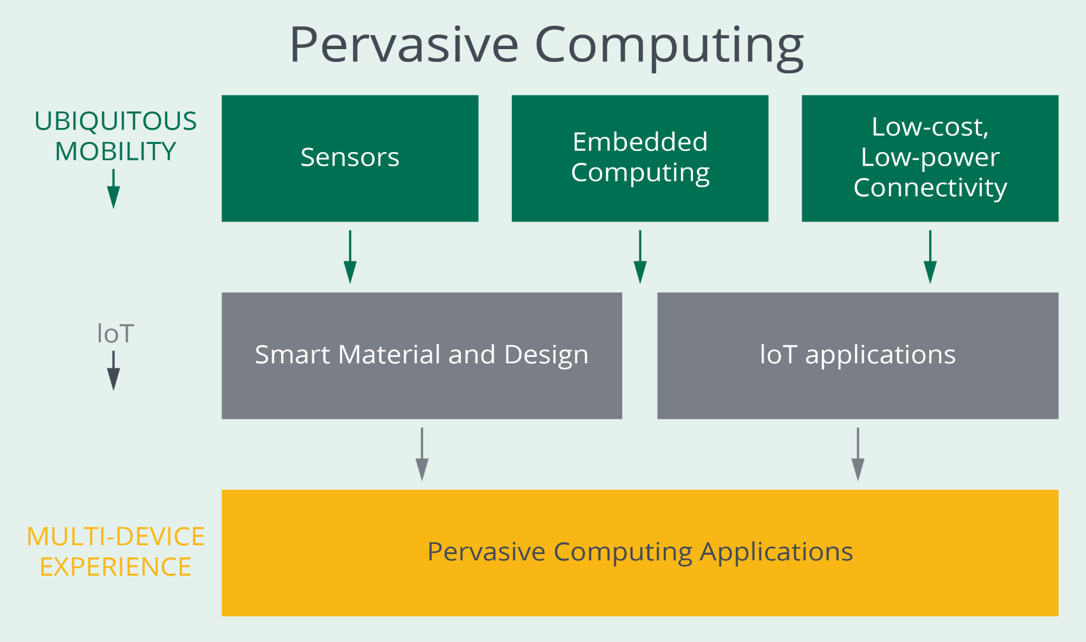 Pervasive Computing
UBIQUITOUS
MOBILITY
Sensors
Embedded
Computing
Low-cost,
Low-power
Connectivity
IoT
Smart Material and Design
IoT applications
MULTI-DEVICE
EXPERIENCE
Pervasive Computing Applications